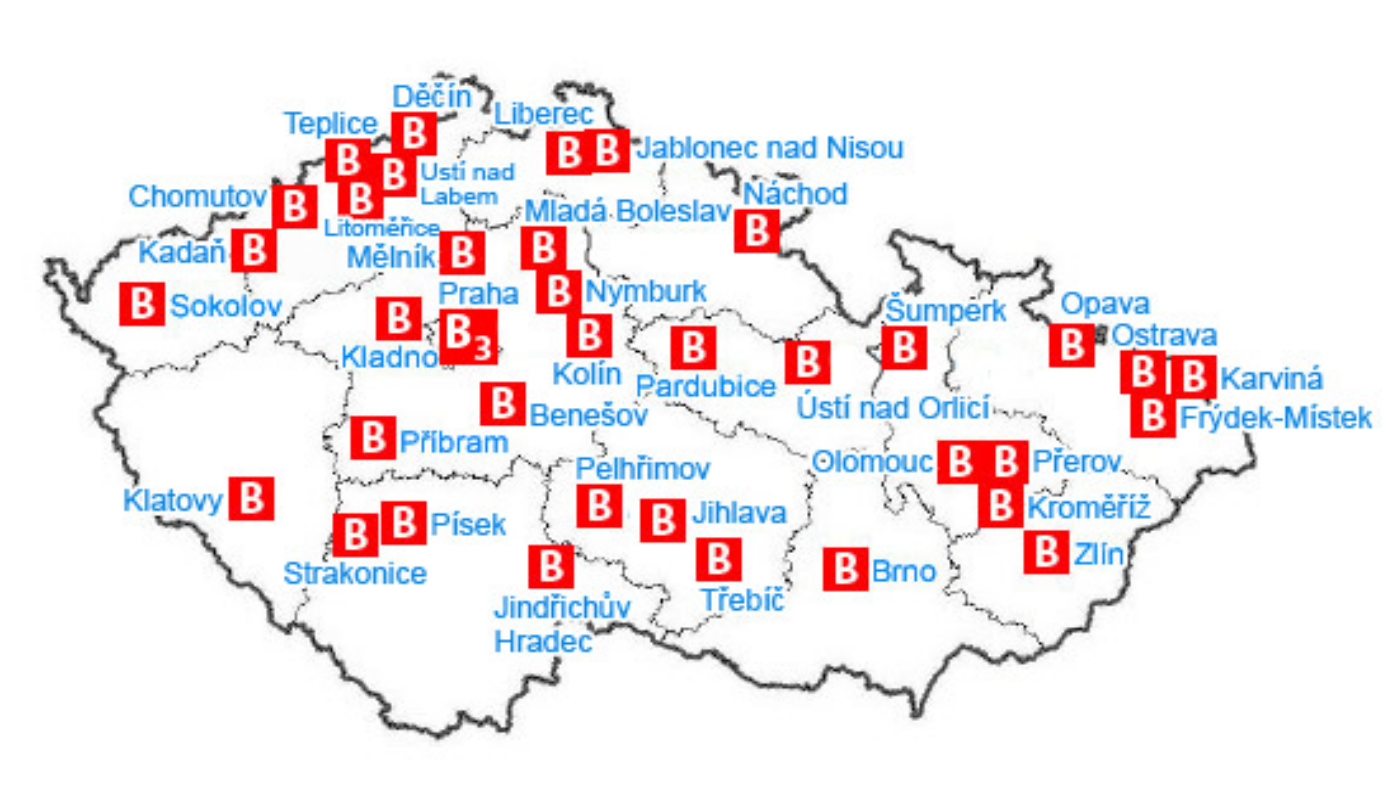 Děčín
B
Teplice
B
Liberec
B
B
Jablonec nad Nisou
B
Ustí nad
Labem
Chomutov
B
B
Litoměřice
Mladá Boleslav
B
Náchod
B
Kadaň
B
Mělník
B
B
Sokolov
Praha
B3
B
Nymburk
B
Kladno
B
Kolín
B
Pardubice
B
Ústí nad Orlicí
Šumperk
B
Opava
B
Ostrava
B
B
Karviná
B
Frýdek-Místek
B
Benešov
B
Příbram
Olomouc
B
B
Přerov
Pelhřimov
B
B
Jihlava
B
Kroměříž
Klatovy
B
B
Písek
B
Strakonice
B
Jindřichův
Hradec
B
Třebíč
B
Brno
B
Zlín